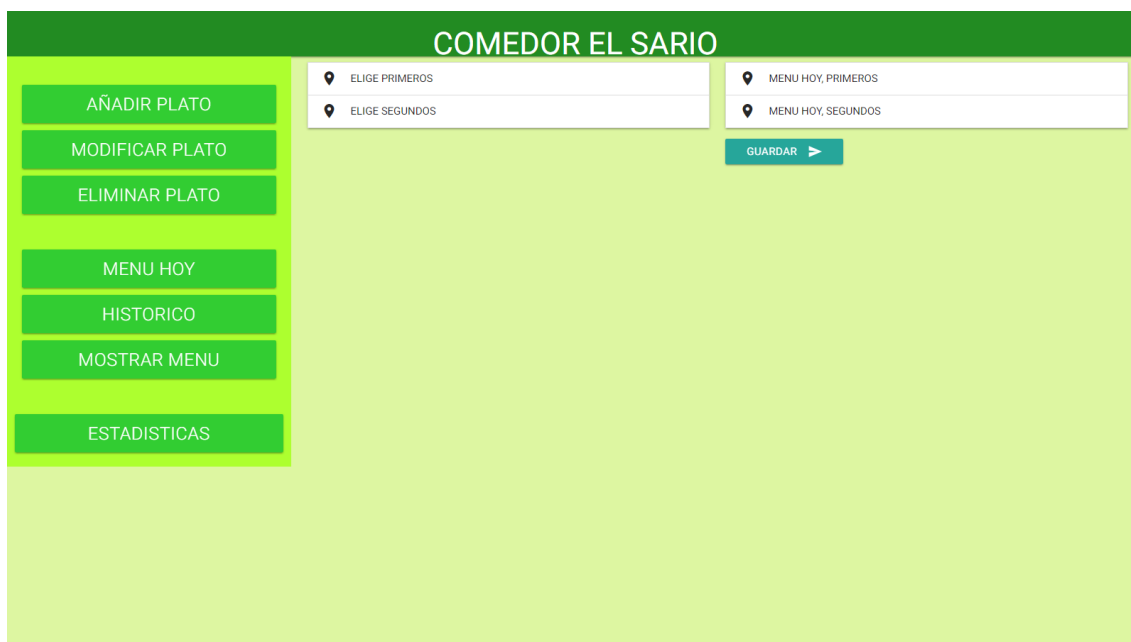 COMEDOR EL SARIO
AÑADIR PLATO
MODIFICAR PLATO
ELIMINAR PLATO
MENU HOY
HISTORICO
MOSTRAR MENU
ESTADISTICAS
ELIGE PRIMEROS
ELIGE SEGUNDOS
MENU HOY, PRIMEROS
MENU HOY, SEGUNDOS
GUARDAR